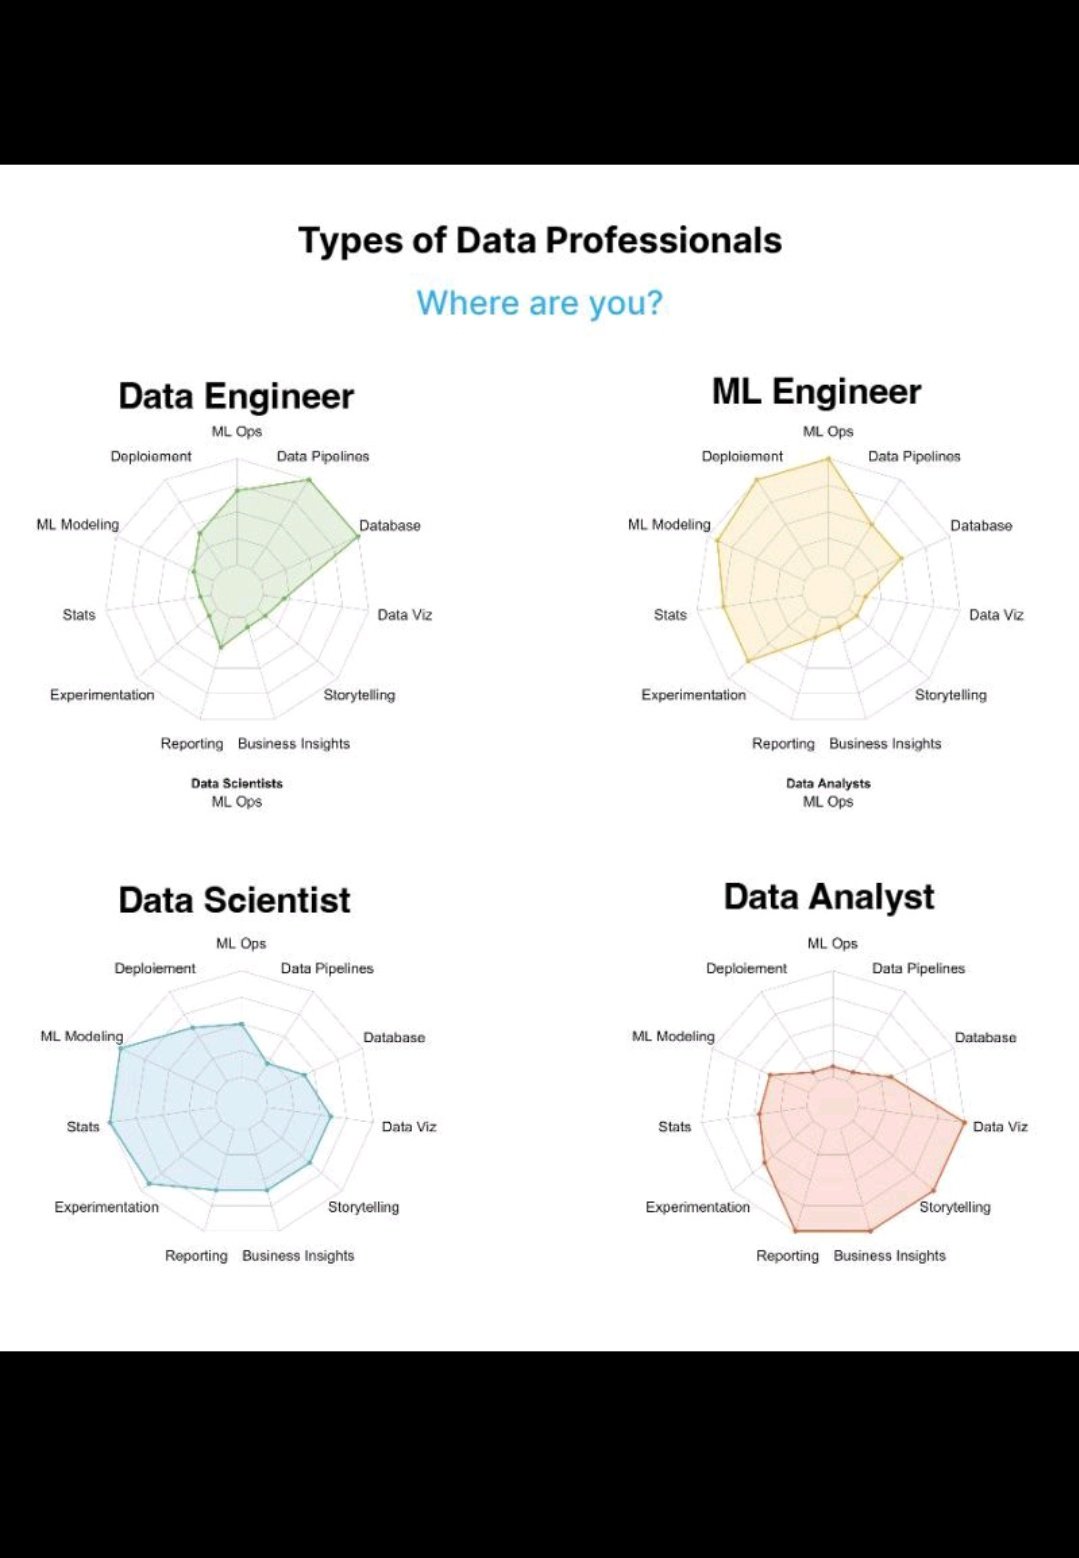 Types of Data Professionals
Where are you?
Data Engineer
ML Ops
Deploiement
Data Pipelines
ML Modeling
Database
Stats
Data Viz
Experimentation
Storytelling
Reporting
Business Insights
Data Scientists
ML Ops
ML Engineer
ML Ops
Deploiement
Data Pipelines
ML Modeling
Database
Stats
Data Viz
Experimentation
Storytelling
Reporting
Business Insights
Data Analysts
ML Ops
Data Scientist
ML Ops
Deploiement
Data Pipelines
ML Modeling
Database
Stats
Data Viz
Experimentation
Storytelling
Reporting
Business Insights
Data Analyst
ML Ops
Deploiement
Data Pipelines
ML Modeling
Database
Stats
Data Viz
Experimentation
Storytelling
Reporting
Business Insights